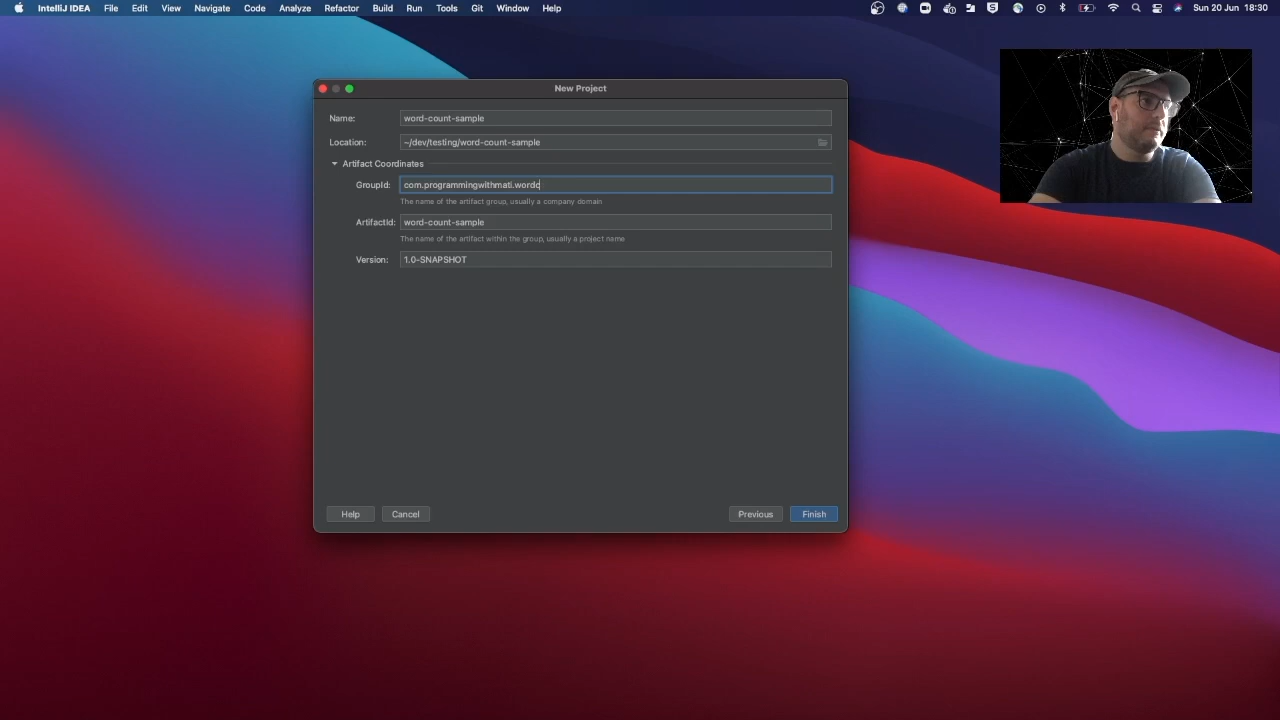 IntelliJ IDEA File Edit View Navigate Code Analyze Refactor Build Run Tools Git Window Help Sun 20 Jun 18:30
New Project
Name: word-count-sample
Location: ~/dev/testing/word-count-sample
Artifact Coordinates
GroupId: com.programmingwithmati.wordc
The name of the artifact group, usually a company domain
ArtifactId: word-count-sample
The name of the artifact within the group, usually a project name
Version: 1.0-SNAPSHOT
Help Cancel Previous Finish